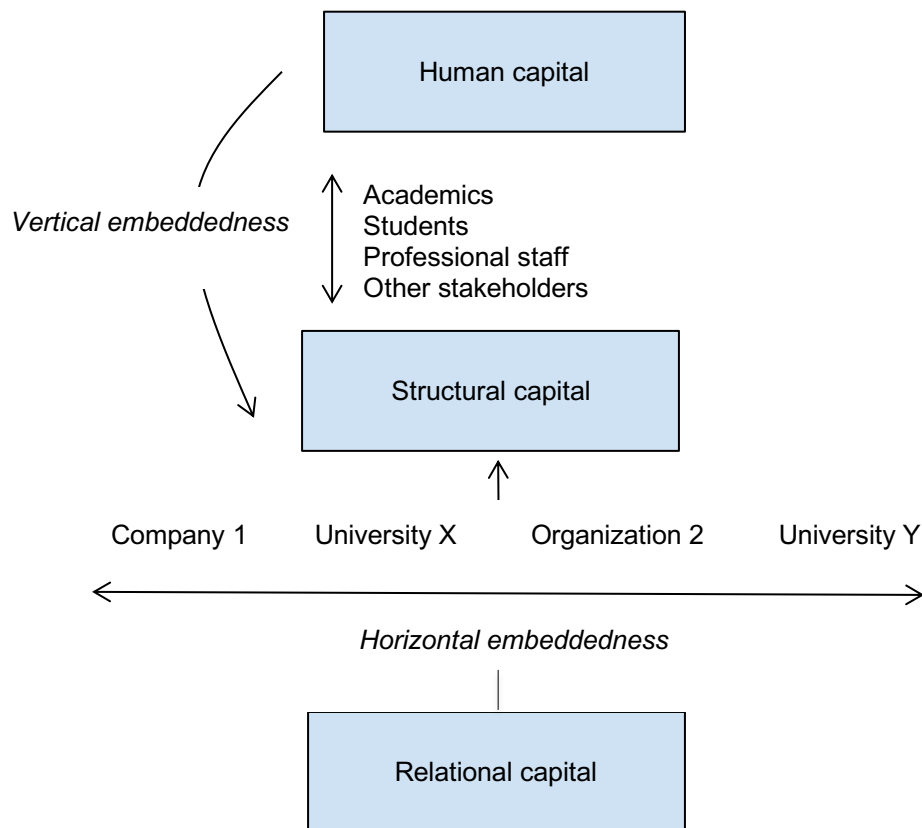 Human capital
Academics
Students
Vertical embeddedness
Professional staff
Other stakeholders
Structural capital
Company 1 University X Organization 2 University Y
Horizontal embeddedness
Relational capital